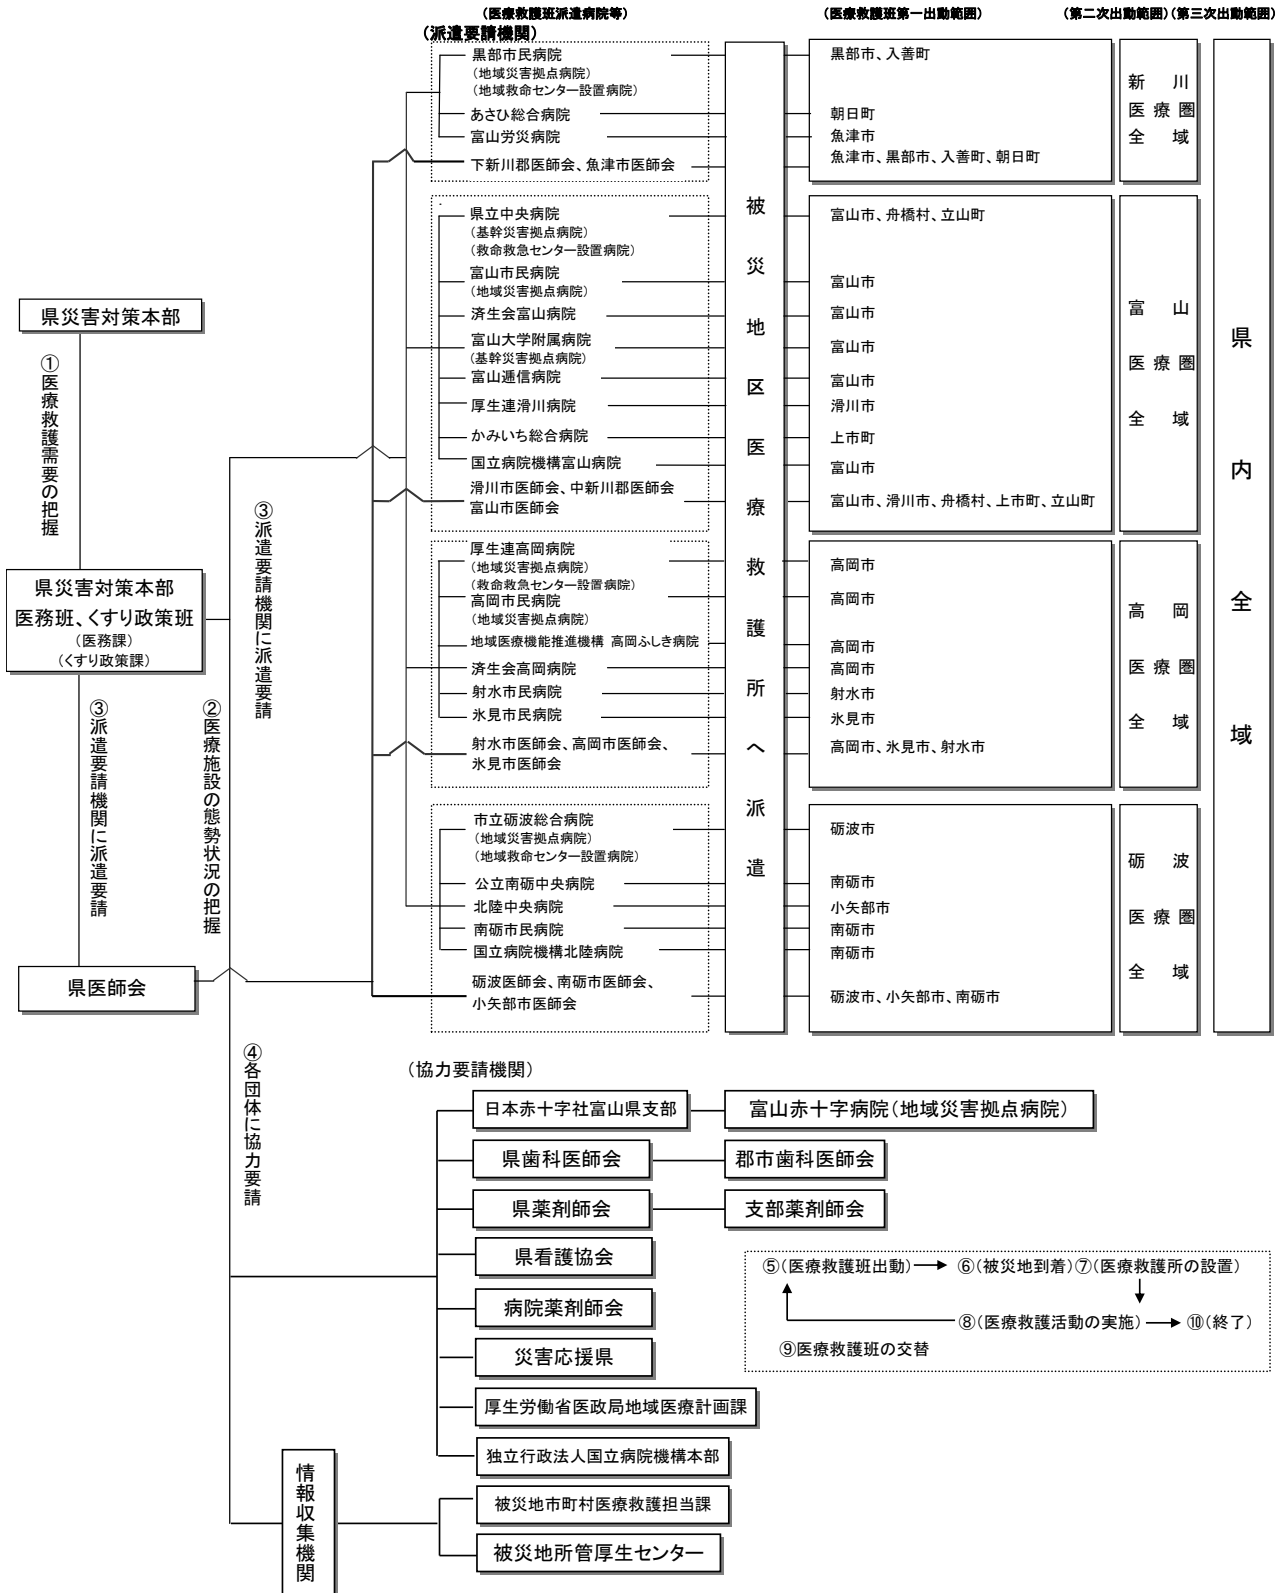 (医療救護班派遣病院等)
(医療救護班第一出動範囲)
(第二次出動範囲)(第三次出動範囲)
(派遣要請機関)
黒部市民病院
(地域災害拠点病院)
(地域救命センター設置病院)
あさひ総合病院
富山労災病院
下新川郡医師会、魚津市医師会
黒部市、入善町
朝日町
魚津市
魚津市、黒部市、入善町、朝日町
新川
医療圏
全域
県立中央病院
(基幹災害拠点病院)
(救命救急センター設置病院)
富山市民病院
(地域災害拠点病院)
済生会富山病院
富山大学附属病院
(基幹災害拠点病院)
富山逓信病院
厚生連滑川病院
かみいち総合病院
国立病院機構富山病院
滑川市医師会、中新川郡医師会
富山市医師会
富山市、舟橋村、立山町
富山市
富山市
富山市
富山市
滑川市
上市町
富山市
富山市、滑川市、舟橋村、上市町、立山町
富山
医療圏
全域
厚生連高岡病院
(地域災害拠点病院)
(救命救急センター設置病院)
高岡市民病院
(地域災害拠点病院)
地域医療機能推進機構 高岡ふしき病院
済生会高岡病院
射水市民病院
氷見市民病院
射水市医師会、高岡市医師会、
氷見市医師会
高岡市
高岡市
高岡市
高岡市
射水市
氷見市
高岡市、氷見市、射水市
高岡
医療圏
全域
市立砺波総合病院
(地域災害拠点病院)
(地域救命センター設置病院)
公立南砺中央病院
北陸中央病院
南砺市民病院
国立病院機構北陸病院
砺波医師会、南砺市医師会、
小矢部市医師会
砺波市
南砺市
小矢部市
南砺市
南砺市
砺波市、小矢部市、南砺市
砺波
医療圏
全域
被災地区医療救護所へ派遣
県内全域
県災害対策本部
①医療救護需要の把握
県災害対策本部
医務班、くすり政策班
(医務課)
(くすり政策課)
③派遣要請機関に派遣要請
②医療施設の態勢状況の把握
③派遣要請機関に派遣要請
県医師会
④各団体に協力要請
(協力要請機関)
日本赤十字社富山県支部
富山赤十字病院(地域災害拠点病院)
県歯科医師会
郡市歯科医師会
県薬剤師会
支部薬剤師会
県看護協会
病院薬剤師会
災害応援県
厚生労働省医政局地域医療計画課
独立行政法人国立病院機構本部
情報収集機関
被災地市町村医療救護担当課
被災地所管厚生センター
⑤(医療救護班出動)
⑥(被災地到着)⑦(医療救護所の設置)
⑧(医療救護活動の実施)
⑩(終了)
⑨医療救護班の交替